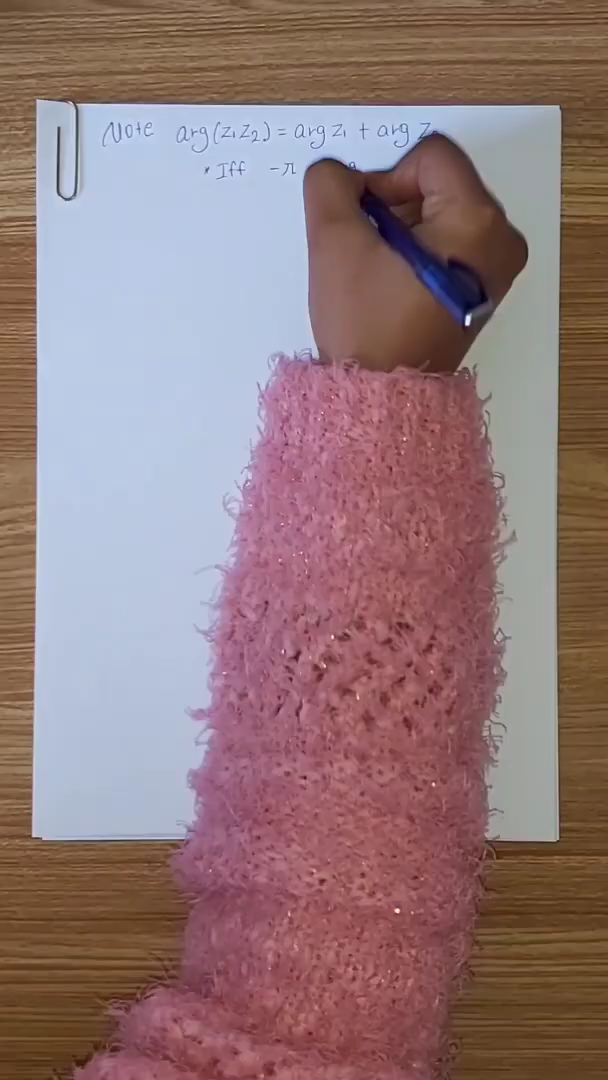 Note arg(z₁z₂) = arg z₁ + arg
* Iff -π